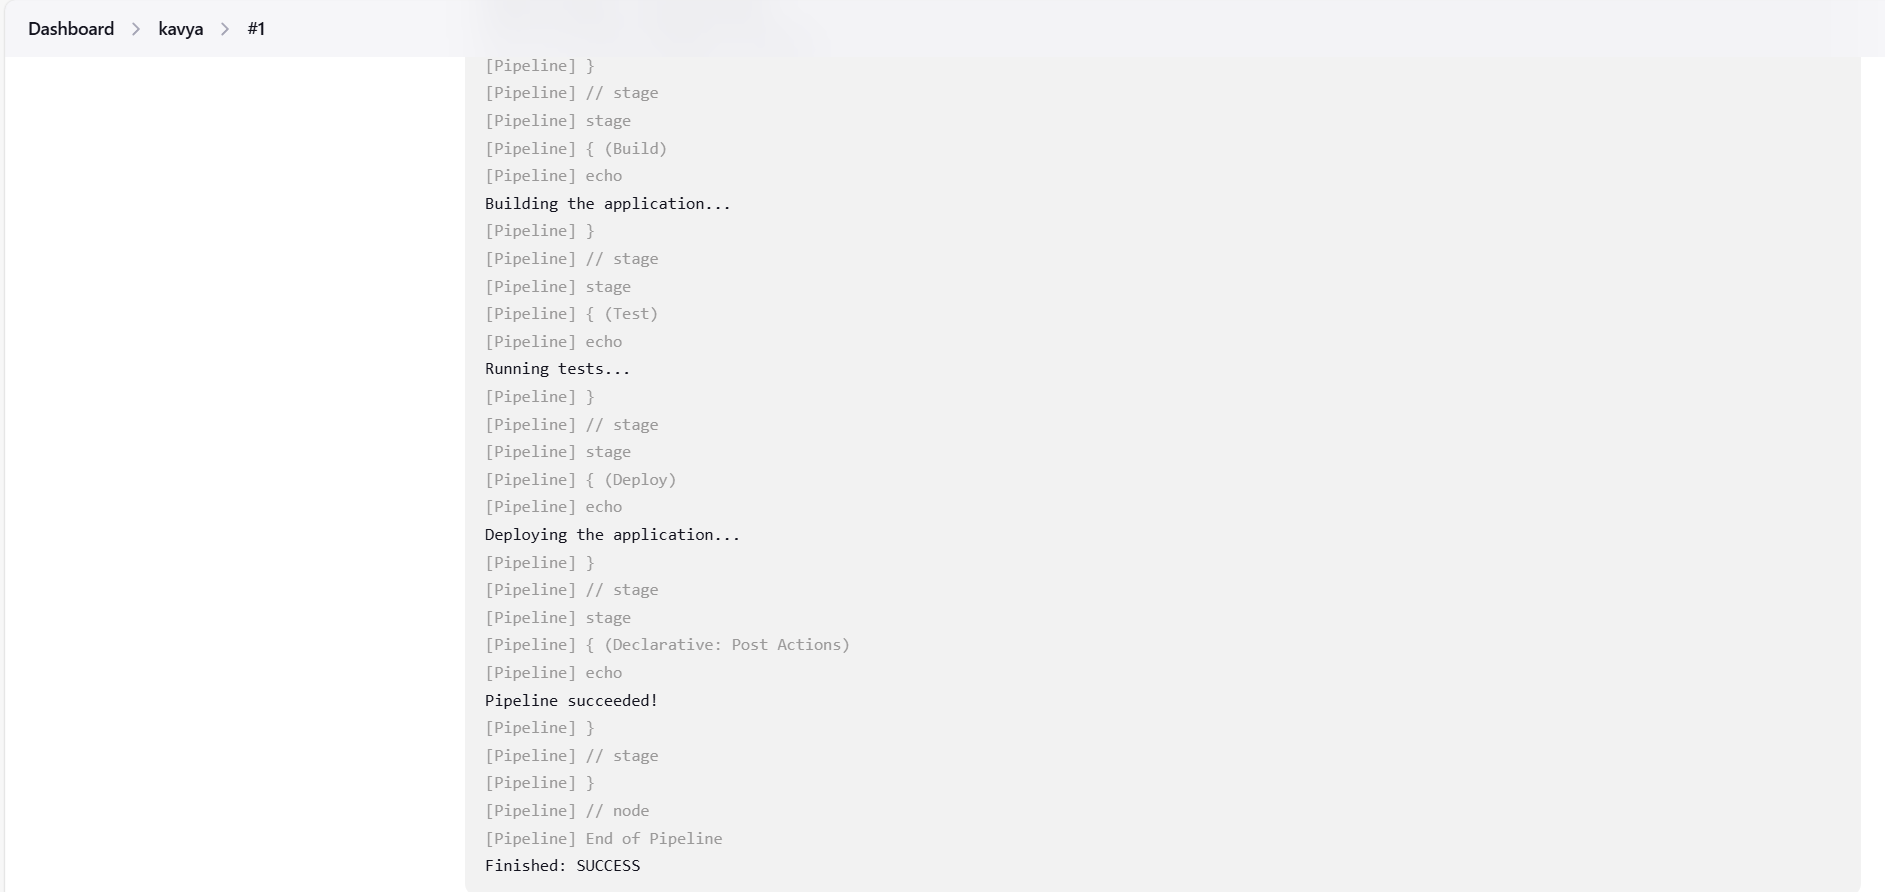 Dashboard > kavya > #1
[Pipeline] }
[Pipeline] // stage
[Pipeline] stage
[Pipeline] { (Build)
[Pipeline] echo
Building the application...
[Pipeline] }
[Pipeline] // stage
[Pipeline] stage
[Pipeline] { (Test)
[Pipeline] echo
Running tests...
[Pipeline] }
[Pipeline] // stage
[Pipeline] stage
[Pipeline] { (Deploy)
[Pipeline] echo
Deploying the application...
[Pipeline] }
[Pipeline] // stage
[Pipeline] stage
[Pipeline] { (Declarative: Post Actions)
[Pipeline] echo
Pipeline succeeded!
[Pipeline] }
[Pipeline] // stage
[Pipeline] }
[Pipeline] // node
[Pipeline] End of Pipeline
Finished: SUCCESS